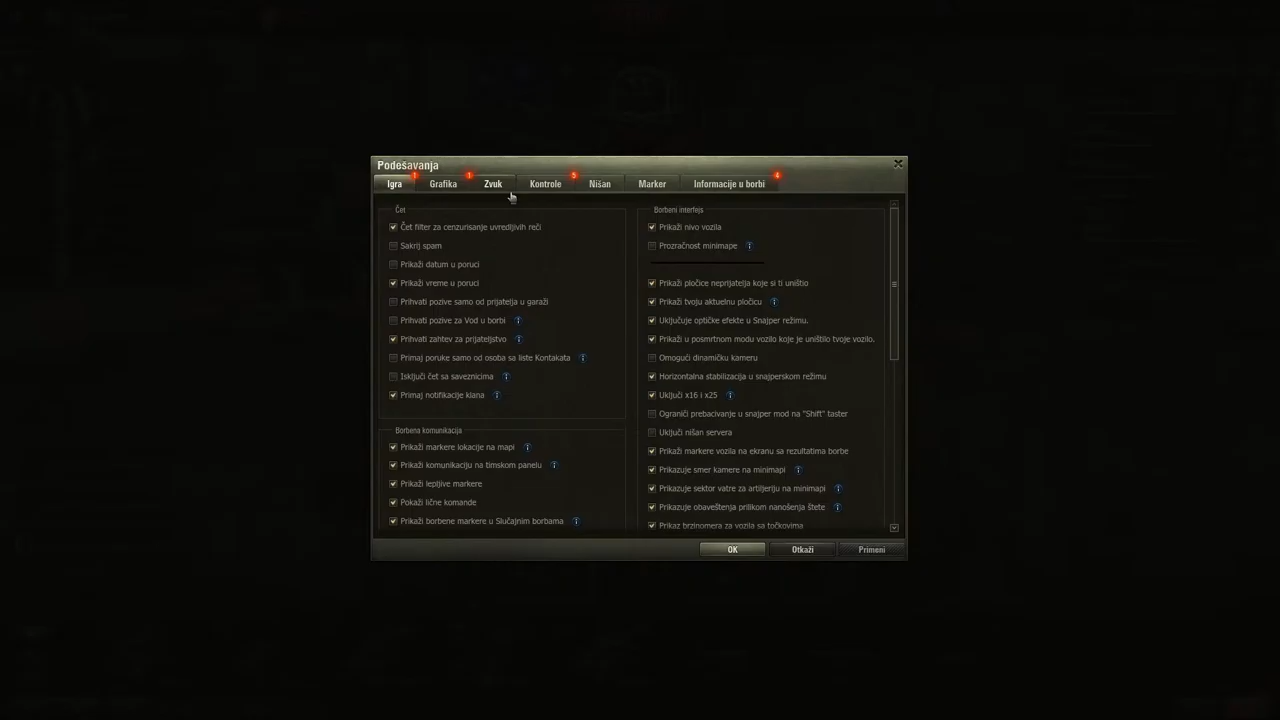 Podešavanja
Igra 1 Grafika 1 Zvuk Kontrole 5 Nišan Marker Informacije u borbi 4
Čet
Čet filter za cenzurisanje uvredljivih reči
Sakrij spam
Prikaži datum u poruci
Prikaži vreme u poruci
Prihvati pozive samo od prijatelja u garaži
Prihvati pozive za Vod u borbi
Prihvati zahtev za prijateljstvo
Primaj poruke samo od osoba sa liste Kontakata
Isključi čet sa saveznicima
Primaj notifikacije klana
Borbena komunikacija
Prikaži markere lokacije na mapi
Prikaži komunikaciju na timskom panelu
Prikaži lepljive markere
Pokaži lične komande
Prikaži borbene markere u Slučajnim borbama
Borbeni interfejs
Prikaži nivo vozila
Prozračnost minimape
Prikaži pločice neprijatelja koje si ti uništio
Prikaži tvoju aktuelnu pločicu
Uključuje optičke efekte u Snajper režimu.
Prikaži u posmrtnom modu vozilo koje je uništilo tvoje vozilo.
Omogući dinamičku kameru
Horizontalna stabilizacija u snajperskom režimu
Uključi x16 i x25
Ograniči prebacivanje u snajper mod na "Shift" taster
Uključi nišan servera
Prikaži markere vozila na ekranu sa rezultatima borbe
Prikazuje smer kamere na minimapi
Prikazuje sektor vatre za artiljeriju na minimapi
Prikazuje obaveštenja prilikom nanošenja štete
Prikaz brzinomera za vozila sa točkovima
OK Otkaži Primeni